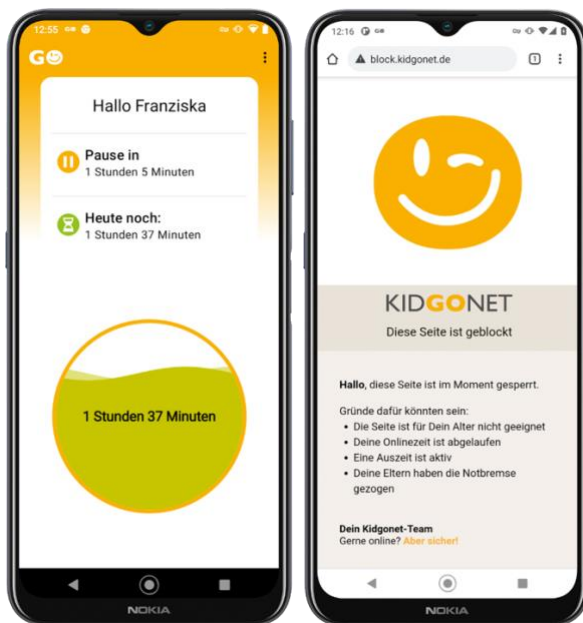 12:55
GO
Hallo Franziska
Pause in
1 Stunden 5 Minuten
Heute noch:
1 Stunden 37 Minuten
1 Stunden 37 Minuten
NOKIA
12:16
block.kidgonet.de
1
KIDGONET
Diese Seite ist geblockt
Hallo, diese Seite ist im Moment gesperrt.
Gründe dafür könnten sein:
• Die Seite ist für Dein Alter nicht geeignet
• Deine Onlinezeit ist abgelaufen
• Eine Auszeit ist aktiv
• Deine Eltern haben die Notbremse
gezogen
Dein Kidgonet-Team
Gerne online? Aber sicher!
NOKIA